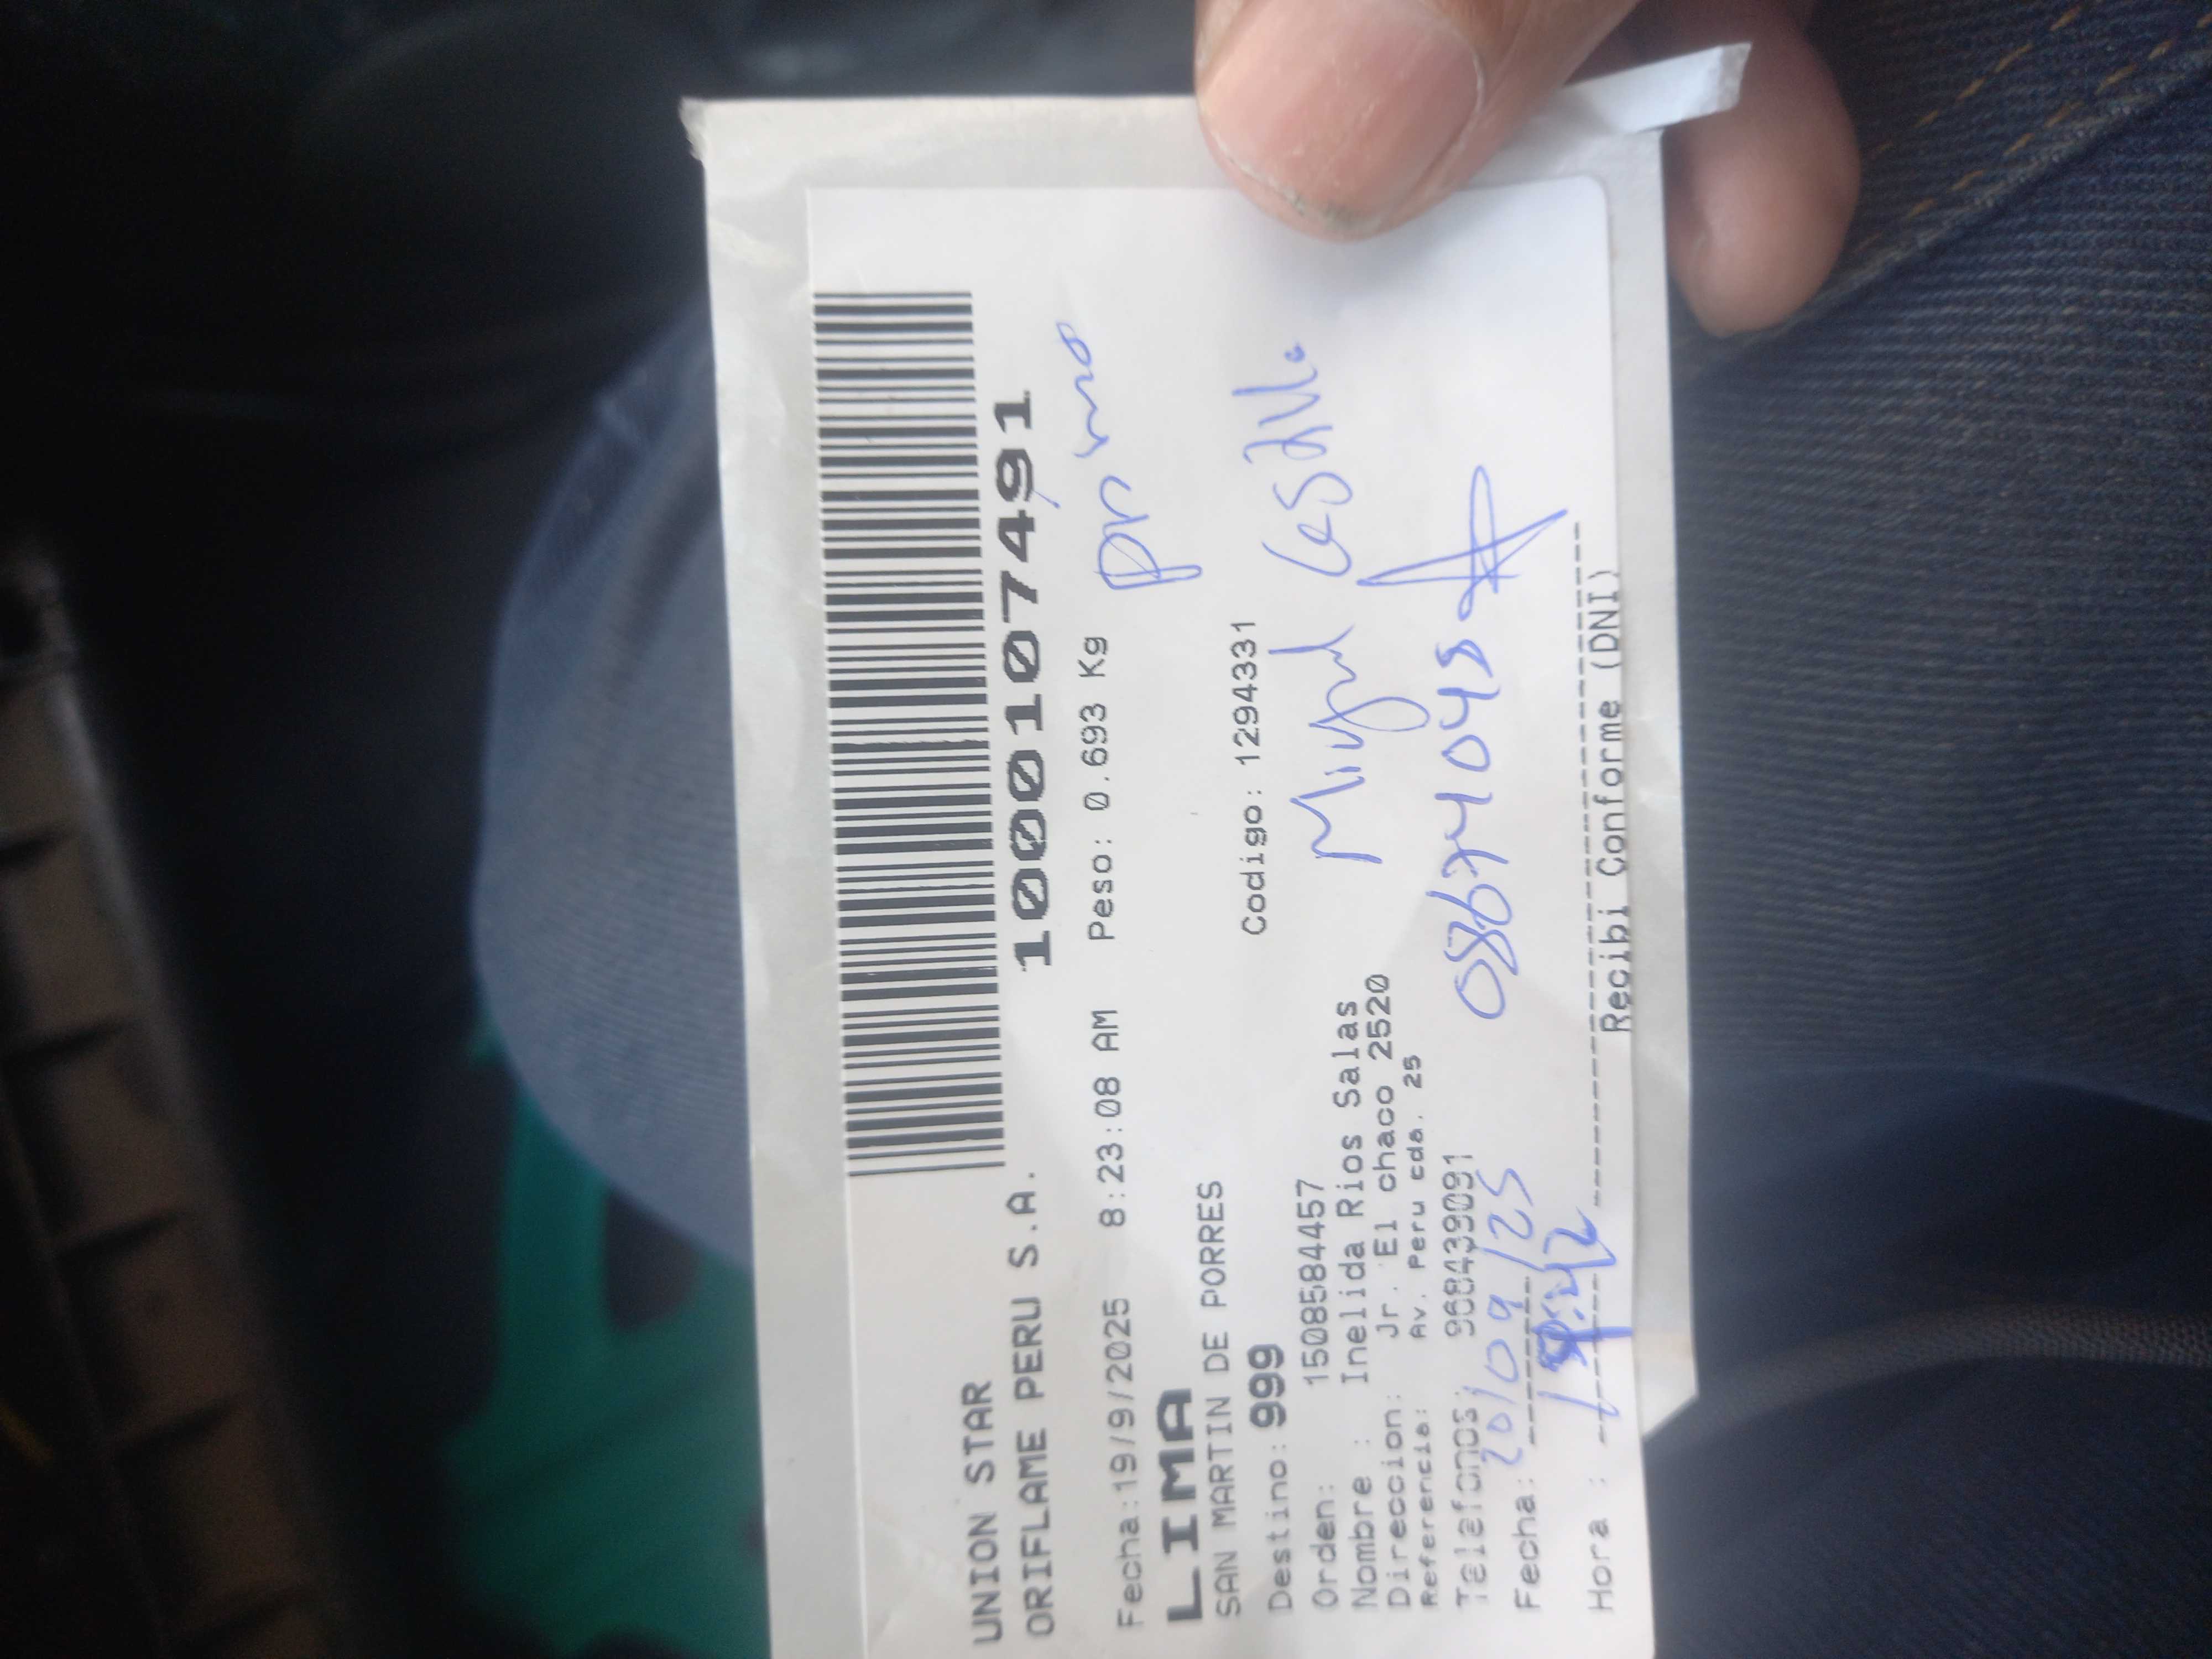 UNION STAR
ORIFLAME PERU S.A.
100010749​1
Fecha:19/9/2025 8:23:08 AM Peso: 0.693 Kg
primo
LIMA
SAN MARTIN DE PORRES
Destino: 999 Codigo: 1294331
Orden: 1508584457
Nombre : Inelida Rios Salas
Miguel
Direccion: Jr. El chaco 2520
Referencia: Av. Peru cda. 25
Telefonos: 968439091
08674048
Fecha: 20/09/25
Hora :
Recibi Conforme (DNI)